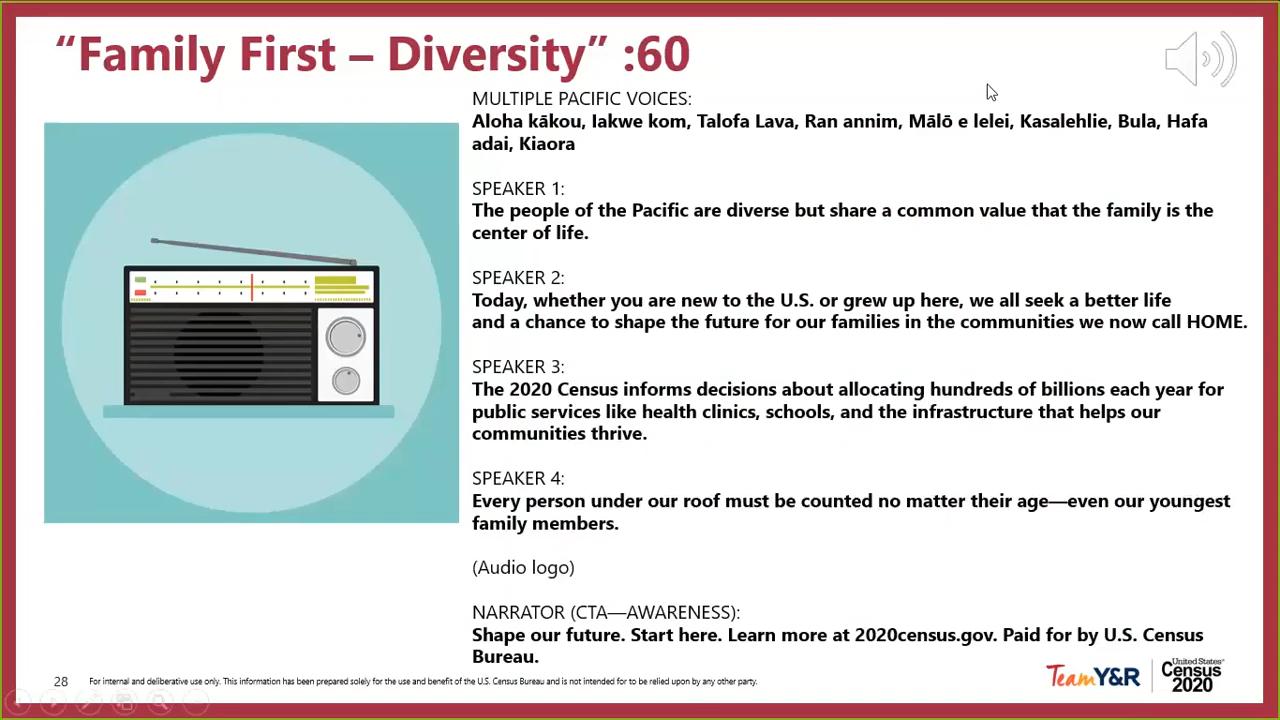 “Family First – Diversity” :60
MULTIPLE PACIFIC VOICES:
Aloha kākou, Iakwe kom, Talofa Lava, Ran annim, Mālō e lelei, Kasalehlie, Bula, Hafa
adai, Kiaora
SPEAKER 1:
The people of the Pacific are diverse but share a common value that the family is the
center of life.
SPEAKER 2:
Today, whether you are new to the U.S. or grew up here, we all seek a better life
and a chance to shape the future for our families in the communities we now call HOME.
SPEAKER 3:
The 2020 Census informs decisions about allocating hundreds of billions each year for
public services like health clinics, schools, and the infrastructure that helps our
communities thrive.
SPEAKER 4:
Every person under our roof must be counted no matter their age—even our youngest
family members.
(Audio logo)
NARRATOR (CTA—AWARENESS):
Shape our future. Start here. Learn more at 2020census.gov. Paid for by U.S. Census
Bureau.
28
For internal and deliberative use only. This information has been prepared solely for the use and benefit of the U.S. Census Bureau and is not intended for to be relied upon by any other party.
TeamY&R
United States®
Census
2020